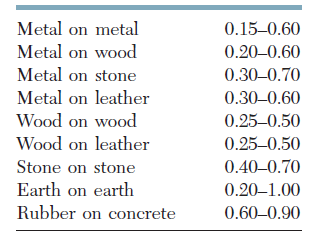 Metal on metal 0.15–0.60
Metal on wood 0.20–0.60
Metal on stone 0.30–0.70
Metal on leather 0.30–0.60
Wood on wood 0.25–0.50
Wood on leather 0.25–0.50
Stone on stone 0.40–0.70
Earth on earth 0.20–1.00
Rubber on concrete 0.60–0.90